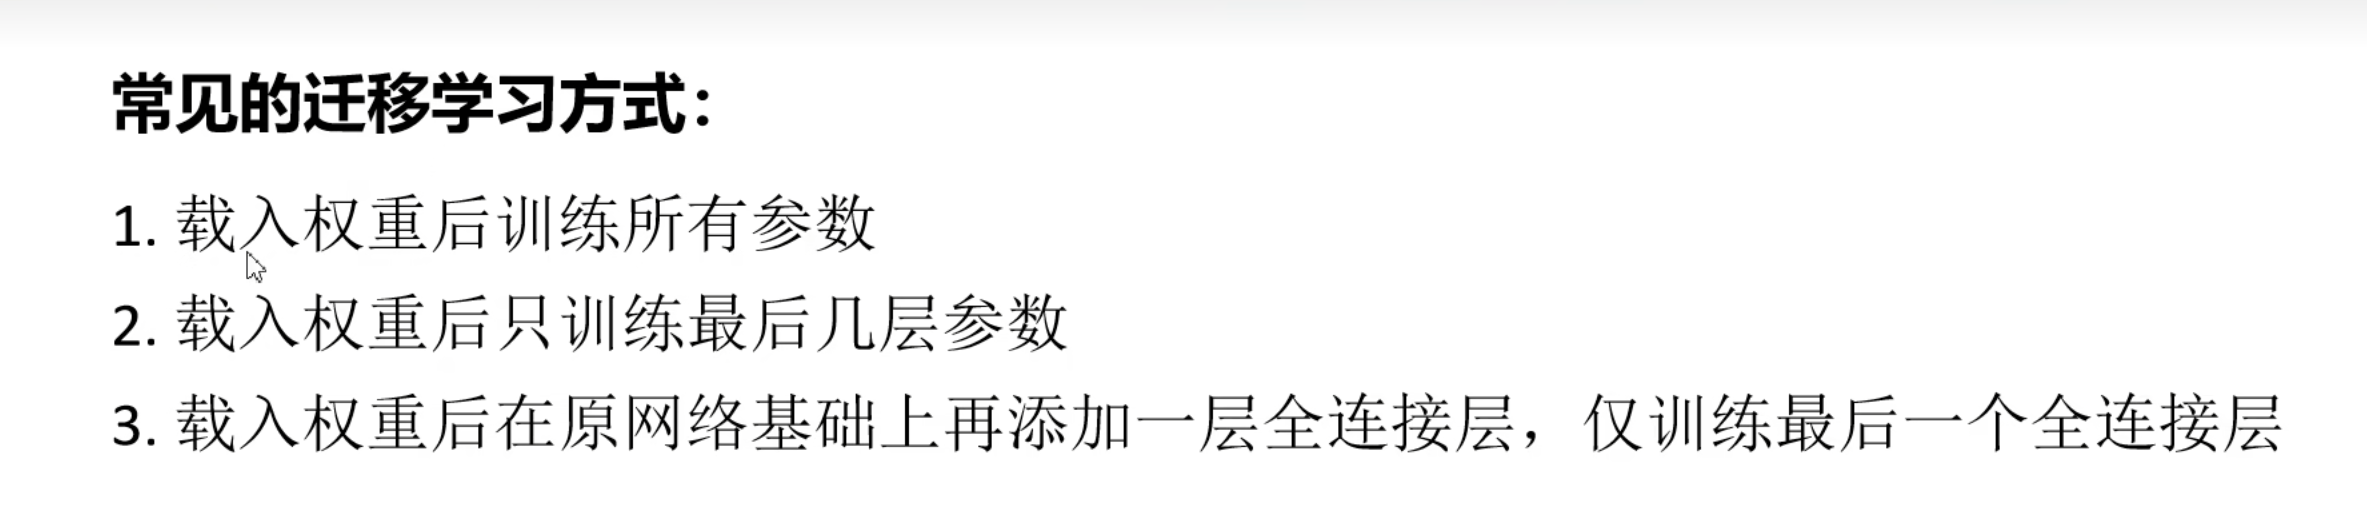 常见的迁移学习方式：
1. 载入权重后训练所有参数
2. 载入权重后只训练最后几层参数
3. 载入权重后在原网络基础上再添加一层全连接层，仅训练最后一个全连接层